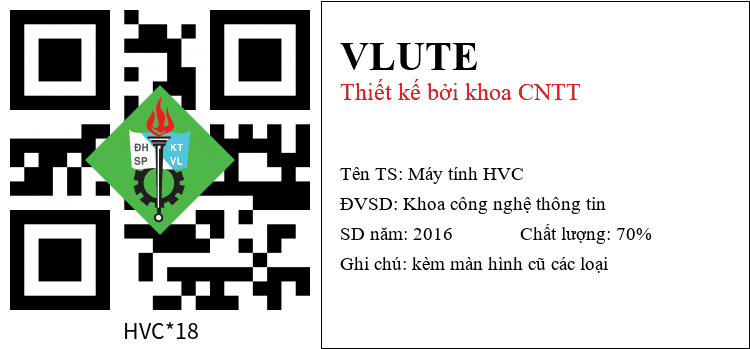 ĐH KT
SP VL
HVC*18
VLUTE
Thiết kế bởi khoa CNTT
Tên TS: Máy tính HVC
ĐVSD: Khoa công nghệ thông tin
SD năm: 2016 Chất lượng: 70%
Ghi chú: kèm màn hình cũ các loại